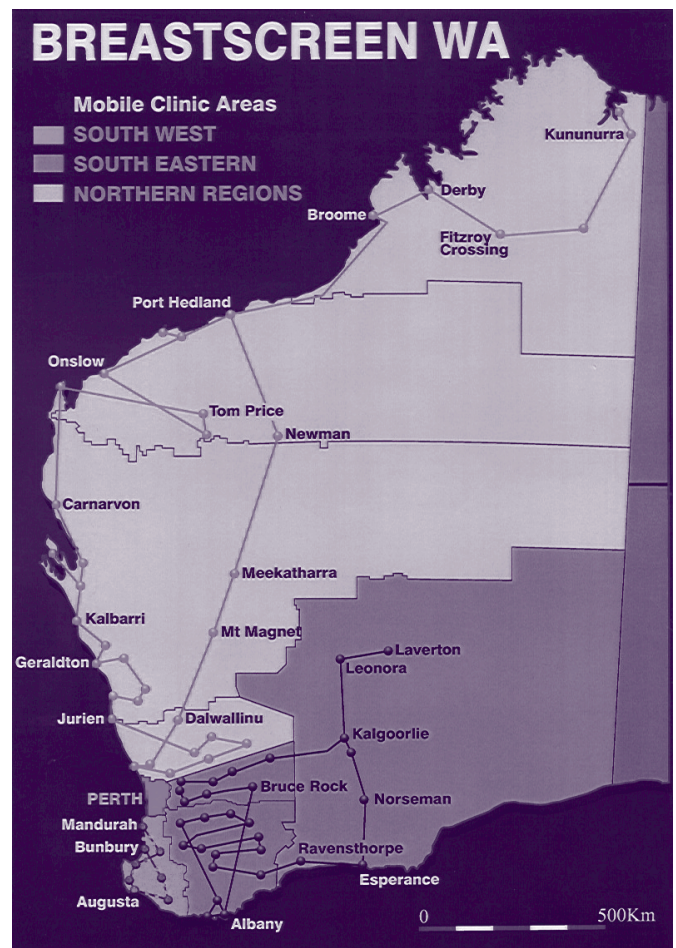 BREASTSCREEN WA
Mobile Clinic Areas
SOUTH WEST
SOUTH EASTERN
NORTHERN REGIONS
Kununurra
Derby
Broome
Fitzroy
Crossing
Port Hedland
Onslow
Tom Price
Newman
Carnarvon
Meekatharra
Kalbarri
Mt Magnet
Laverton
Geraldton
Leonora
Jurien
Dalwallinu
Kalgoorlie
Bruce Rock
PERTH
Norseman
Mandurah
Bunbury
Ravensthorpe
Esperance
Augusta
Albany
0
500Km